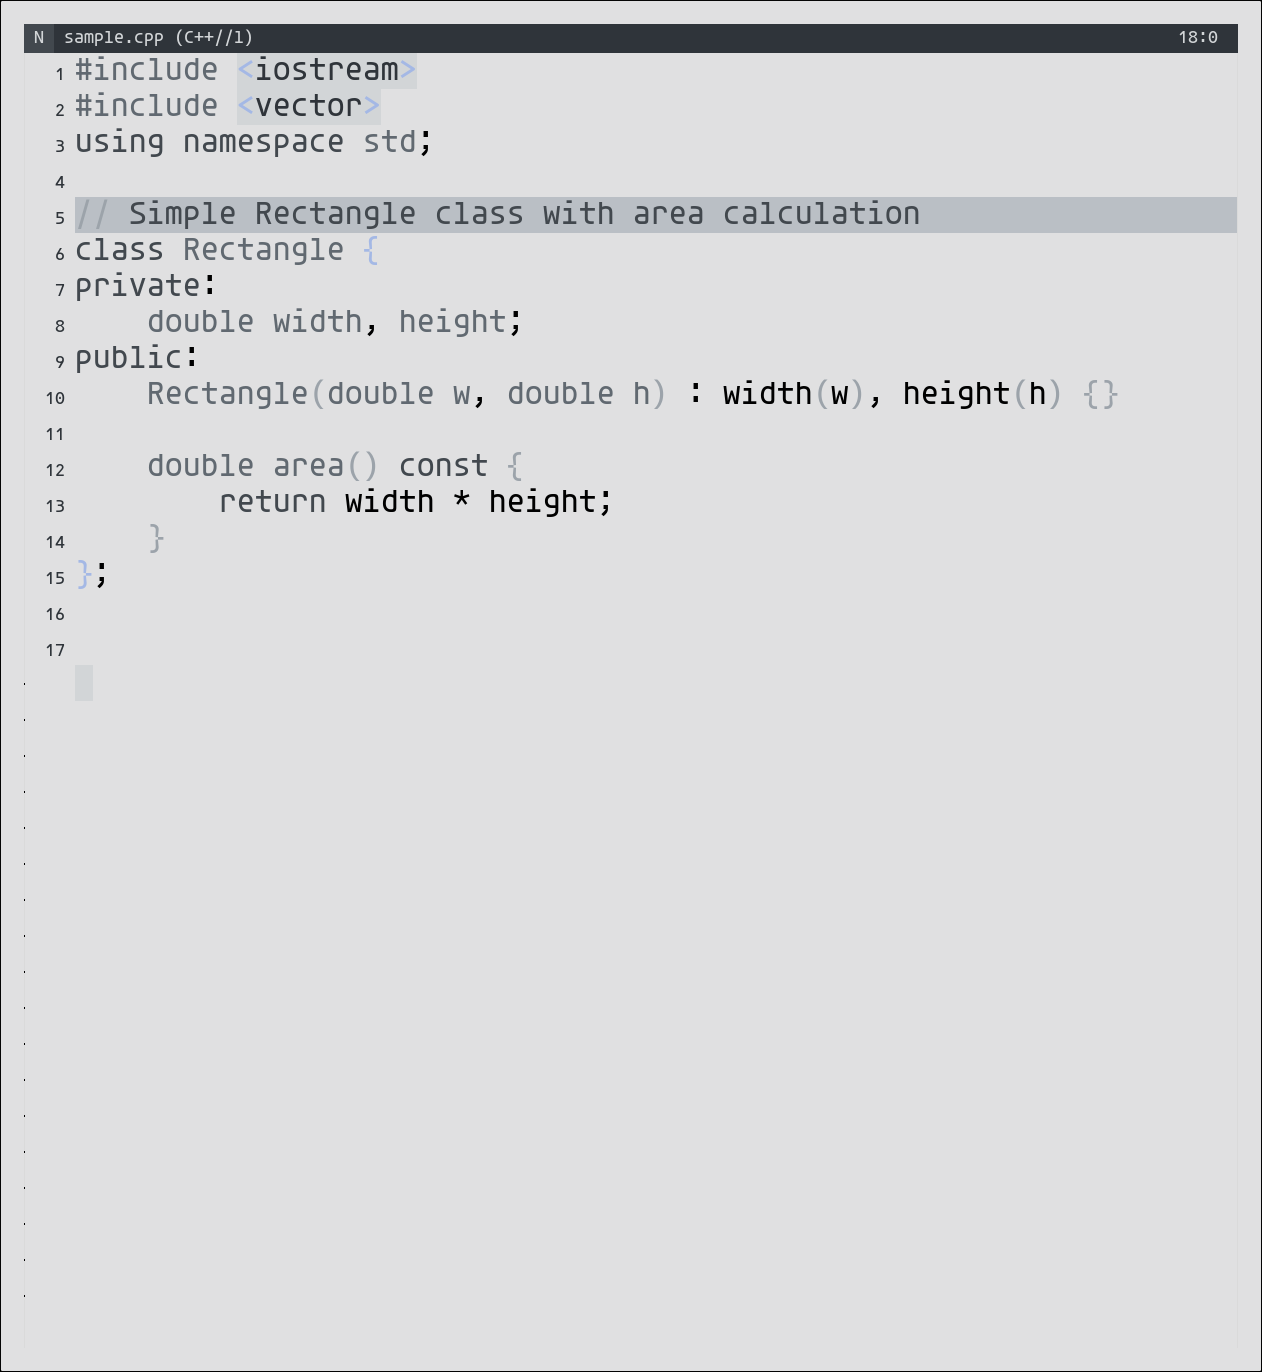 N sample.cpp (C++//l) 18:0
1 #include <iostream>
2 #include <vector>
3 using namespace std;
4
5 // Simple Rectangle class with area calculation
6 class Rectangle {
7 private:
8     double width, height;
9 public:
10     Rectangle(double w, double h) : width(w), height(h) {}
11
12     double area() const {
13         return width * height;
14     }
15 };
16
17